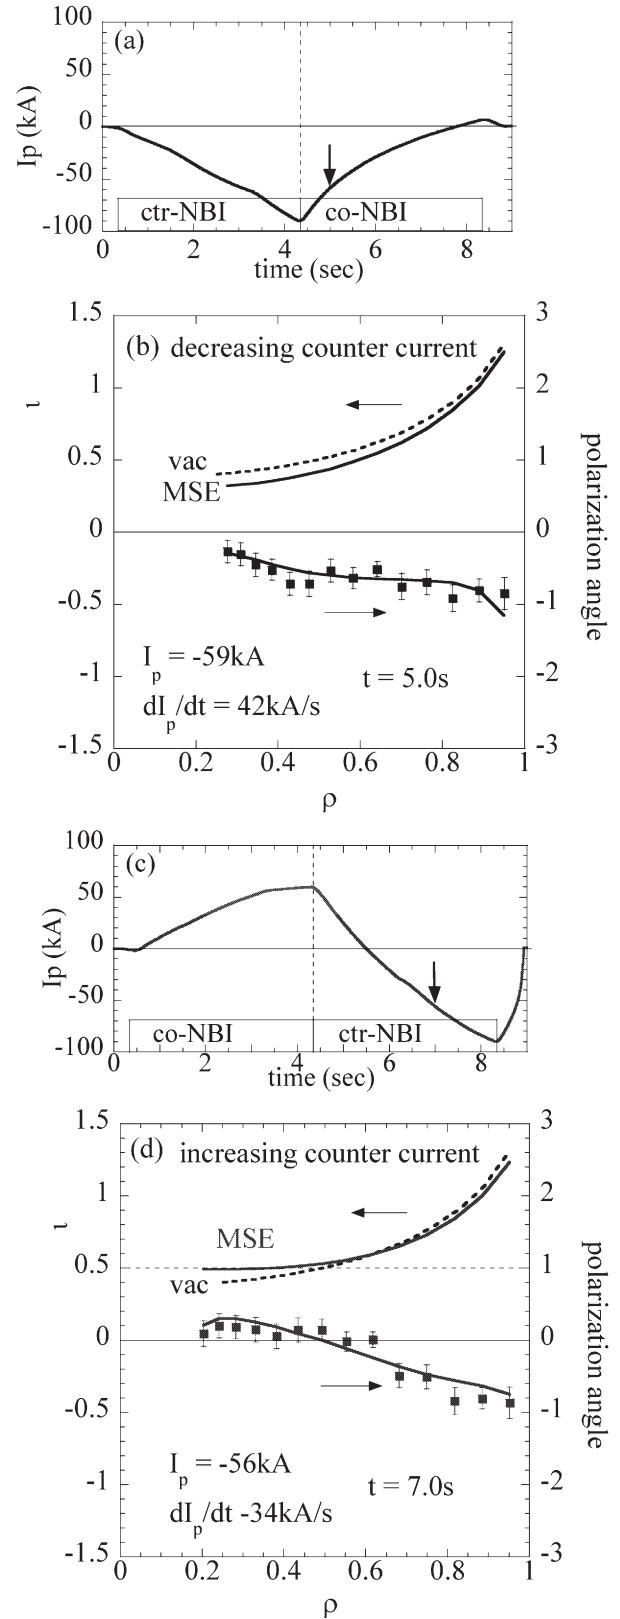 100
(a)
50
0
-50
-100
Ip (kA)
ctr-NBI
co-NBI
0
2
4
6
8
time (sec)
1.5
1
0.5
0
-0.5
-1
-1.5
ι
(b) decreasing counter current
vac
MSE
3
2
1
0
-1
-2
-3
polarization angle
I_p = -59kA
t = 5.0s
dI_p/dt = 42kA/s
0
0.2
0.4
0.6
0.8
1
ρ
100
(c)
50
0
-50
-100
Ip (kA)
co-NBI
ctr-NBI
0
2
4
6
8
time (sec)
1.5
1
0.5
0
-0.5
-1
-1.5
ι
(d) increasing counter current
MSE
vac
3
2
1
0
-1
-2
-3
polarization angle
I_p = -56kA
t = 7.0s
dI_p/dt -34kA/s
0
0.2
0.4
0.6
0.8
1
ρ